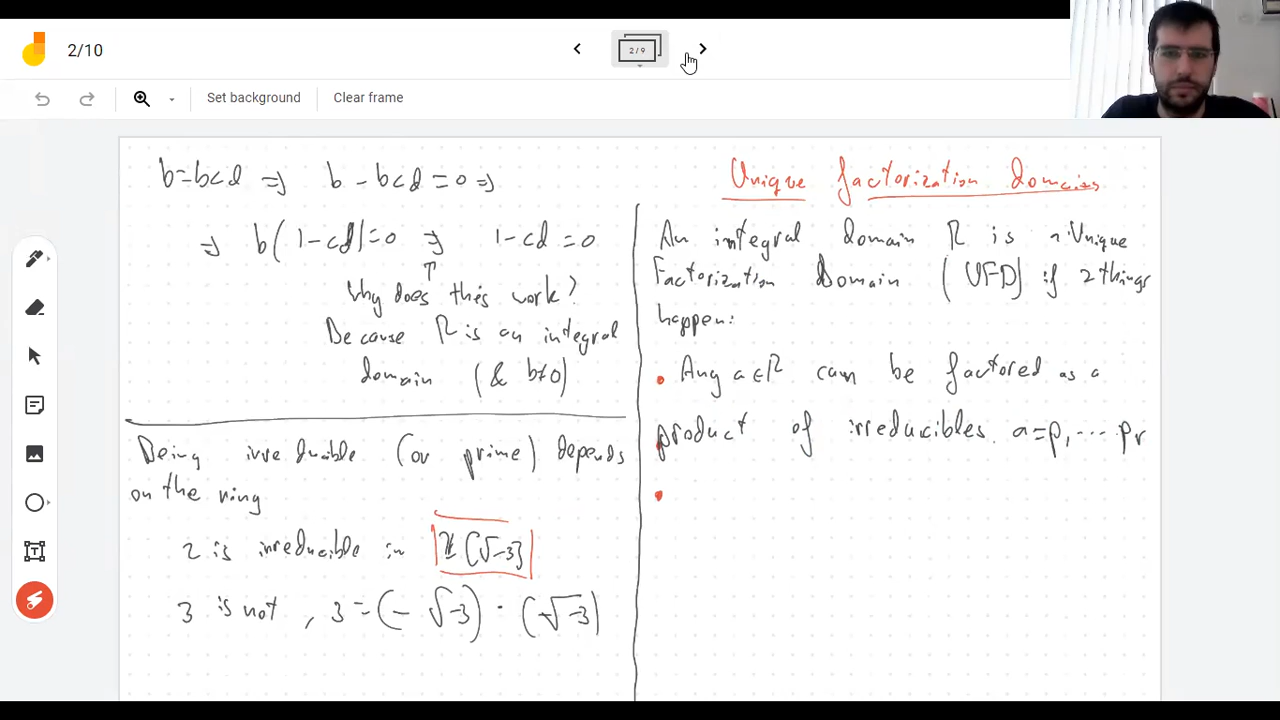 2/10
2/9
Set background
Clear frame
b=bcd ⇒ b - bcd = 0 ⇒
⇒ b(1-cd)=0 ⇒ 1-cd = 0
↑
Why does this work?
Because R is an integral
domain (& b≠0)
Being irreducible (or prime) depends
on the ring
2 is irreducible in ℤ[√-3]
3 is not, 3 = (-√-3) · (√-3)
Unique factorization domains
An integral domain R is a Unique
Factorization Domain (UFD) if 2 things
happen:
• Any a∈R can be factored as a
product of irreducibles. a=p₁ ... pr
•